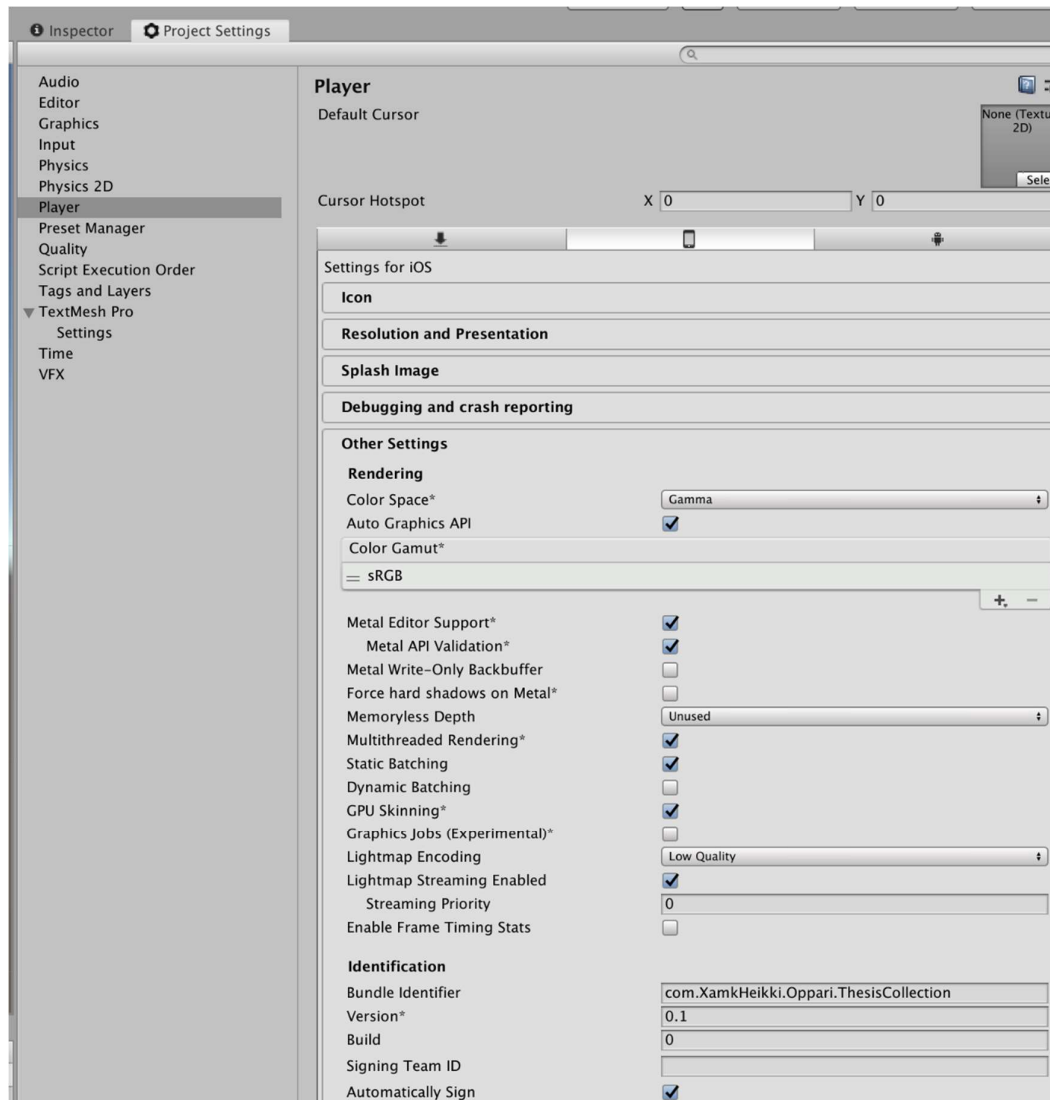 Inspector Project Settings
Audio
Editor
Graphics
Input
Physics
Physics 2D
Player
Preset Manager
Quality
Script Execution Order
Tags and Layers
TextMesh Pro
Settings
Time
VFX
Player
Default Cursor
None (Textu
2D)
Sele
Cursor Hotspot X 0 Y 0
Settings for iOS
Icon
Resolution and Presentation
Splash Image
Debugging and crash reporting
Other Settings
Rendering
Color Space* Gamma
Auto Graphics API
Color Gamut*
sRGB
Metal Editor Support*
Metal API Validation*
Metal Write-Only Backbuffer
Force hard shadows on Metal*
Memoryless Depth Unused
Multithreaded Rendering*
Static Batching
Dynamic Batching
GPU Skinning*
Graphics Jobs (Experimental)*
Lightmap Encoding Low Quality
Lightmap Streaming Enabled
Streaming Priority 0
Enable Frame Timing Stats
Identification
Bundle Identifier com.XamkHeikki.Oppari.ThesisCollection
Version* 0.1
Build 0
Signing Team ID
Automatically Sign